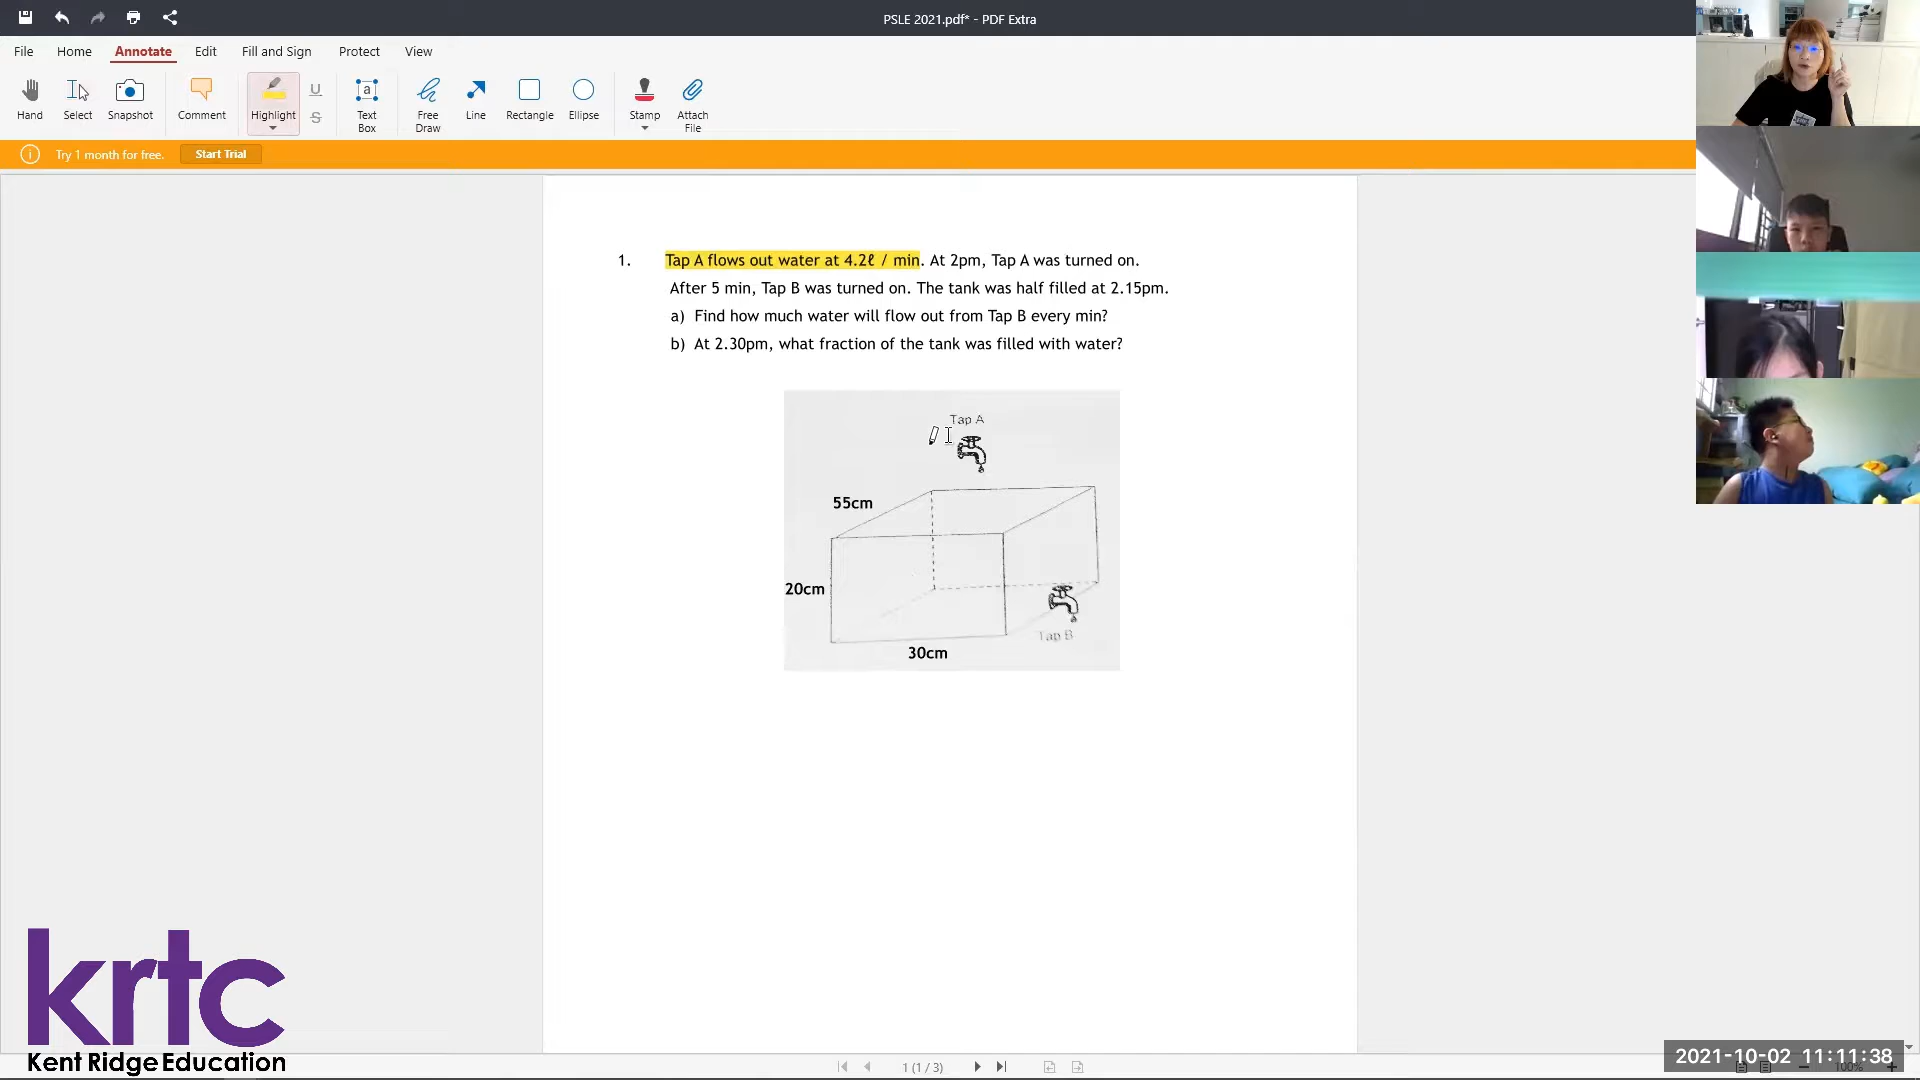 PSLE 2021.pdf* - PDF Extra
File Home Annotate Edit Fill and Sign Protect View
Hand Select Snapshot Comment Highlight U S Text Box Free Draw Line Rectangle Ellipse Stamp Attach File
Try 1 month for free. Start Trial
1. Tap A flows out water at 4.2ℓ / min. At 2pm, Tap A was turned on.
After 5 min, Tap B was turned on. The tank was half filled at 2.15pm.
a) Find how much water will flow out from Tap B every min?
b) At 2.30pm, what fraction of the tank was filled with water?
Tap A
55cm
20cm
Tap B
30cm
krtc
Kent Ridge Education
1 (1 / 3)
2021-10-02 11:11:38
100%